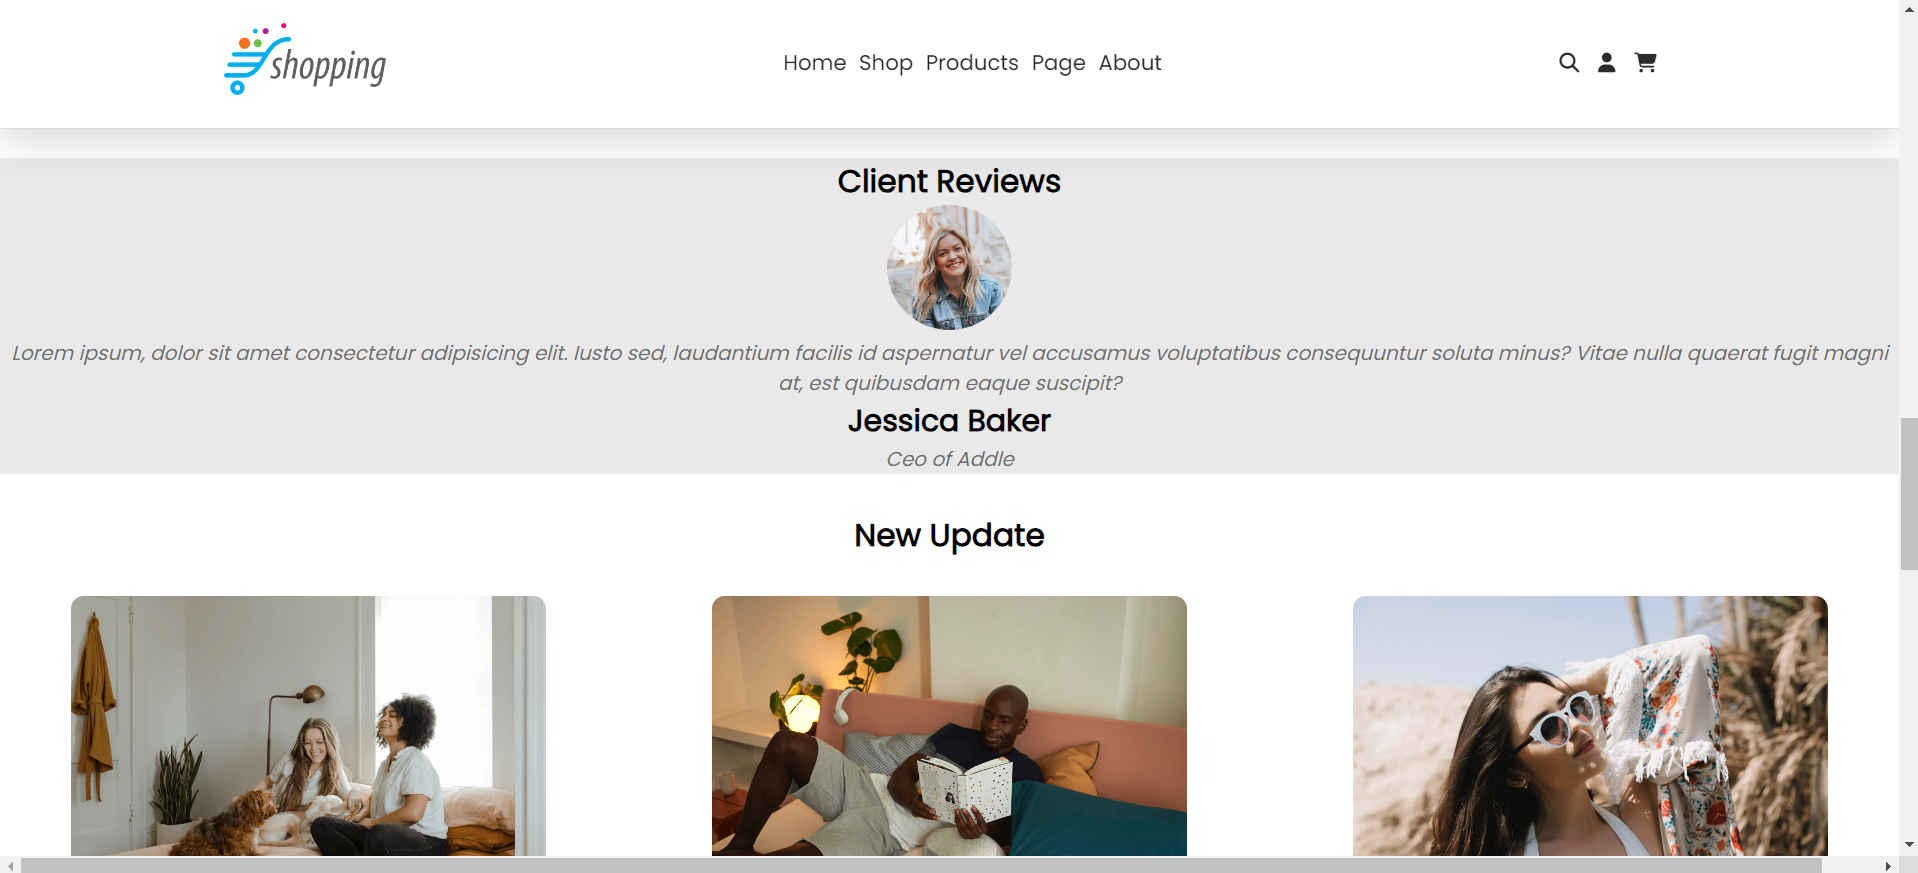 shopping
Home Shop Products Page About
Client Reviews
Lorem ipsum, dolor sit amet consectetur adipisicing elit. Iusto sed, laudantium facilis id aspernatur vel accusamus voluptatibus consequuntur soluta minus? Vitae nulla quaerat fugit magni
at, est quibusdam eaque suscipit?
Jessica Baker
Ceo of Addle
New Update